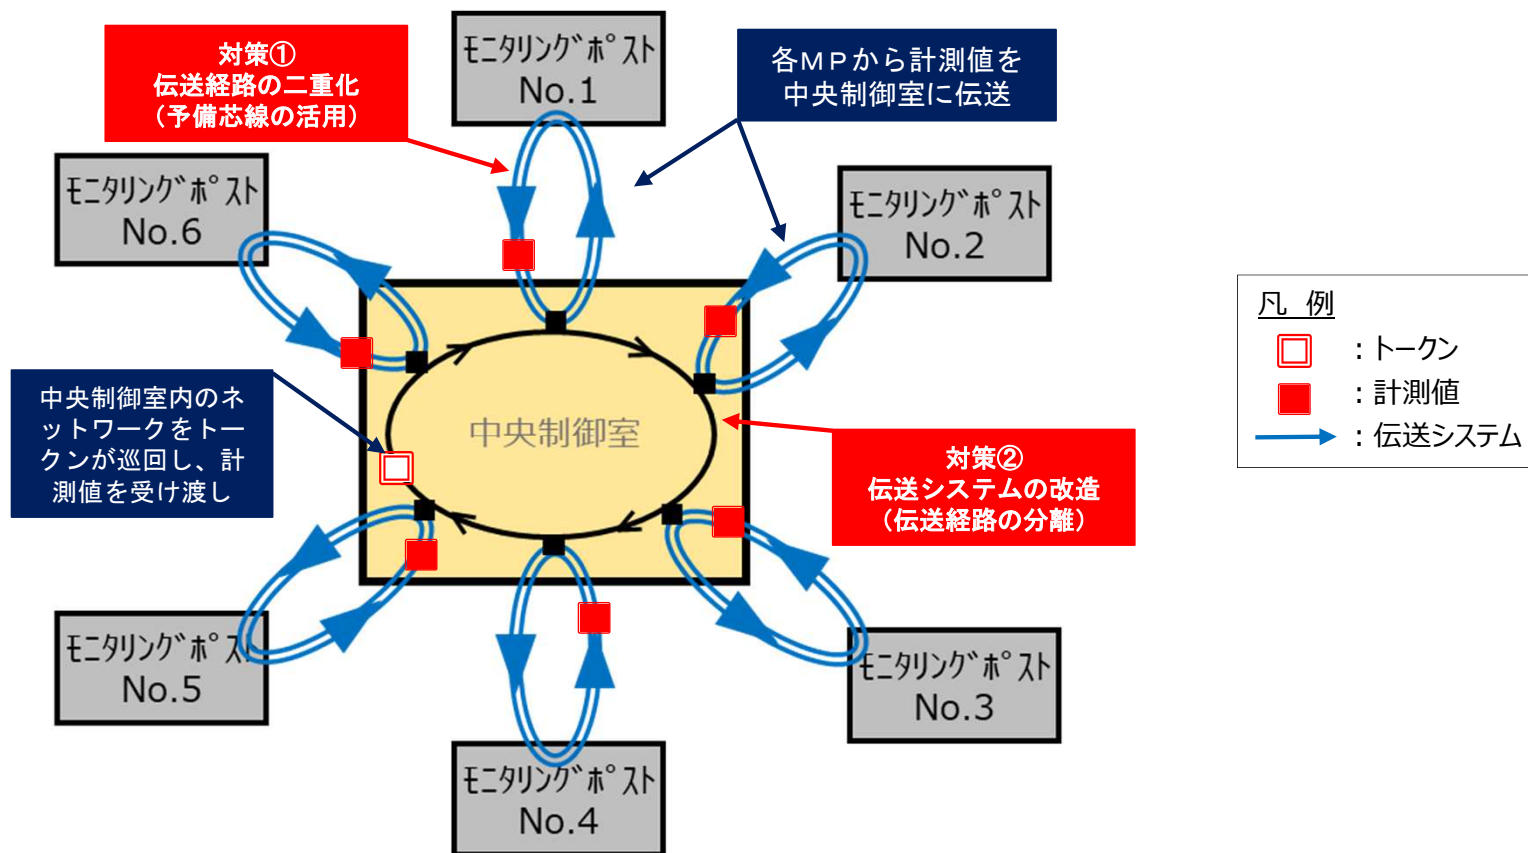 対策①
伝送経路の二重化
（予備芯線の活用）
ﾓﾆﾀﾘﾝｸﾞﾎﾟｽﾄ
No.1
各ＭＰから計測値を
中央制御室に伝送
ﾓﾆﾀﾘﾝｸﾞﾎﾟｽﾄ
No.6
ﾓﾆﾀﾘﾝｸﾞﾎﾟｽﾄ
No.2
凡 例
：トークン
：計測値
：伝送システム
中央制御室内のネ
ットワークをトー
クンが巡回し、計
測値を受け渡し
中央制御室
対策②
伝送システムの改造
（伝送経路の分離）
ﾓﾆﾀﾘﾝｸﾞﾎﾟｽﾄ
No.5
ﾓﾆﾀﾘﾝｸﾞﾎﾟｽﾄ
No.3
ﾓﾆﾀﾘﾝｸﾞﾎﾟｽﾄ
No.4